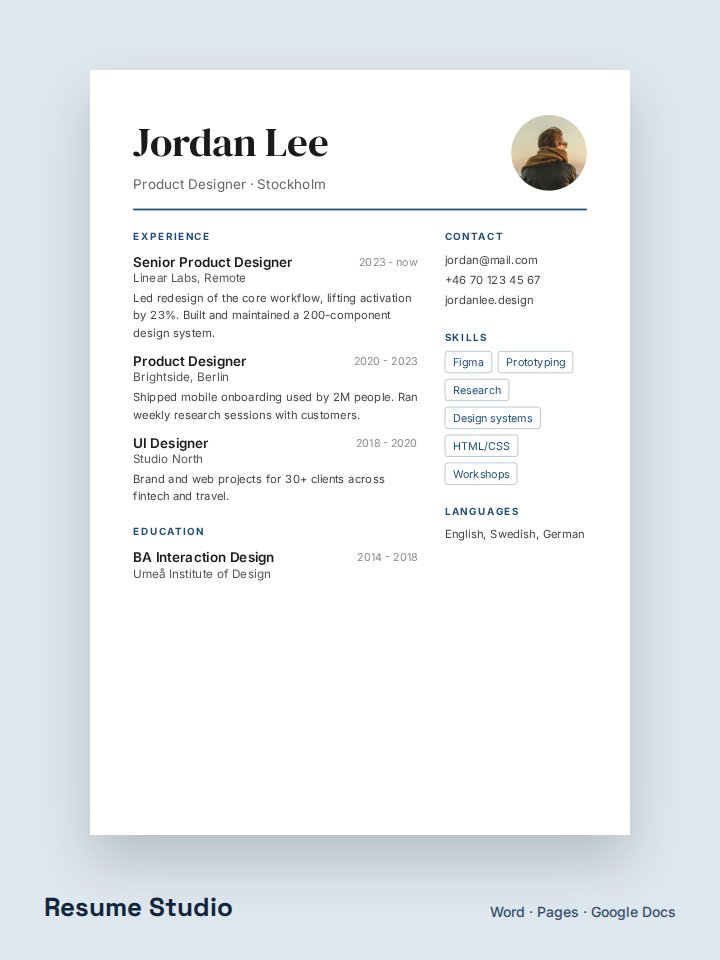 Jordan Lee
Product Designer · Stockholm
EXPERIENCE
Senior Product Designer 2023 - now
Linear Labs, Remote
Led redesign of the core workflow, lifting activation
by 23%. Built and maintained a 200-component
design system.
Product Designer 2020 - 2023
Brightside, Berlin
Shipped mobile onboarding used by 2M people. Ran
weekly research sessions with customers.
UI Designer 2018 - 2020
Studio North
Brand and web projects for 30+ clients across
fintech and travel.
EDUCATION
BA Interaction Design 2014 - 2018
Umeå Institute of Design
CONTACT
jordan@mail.com
+46 70 123 45 67
jordanlee.design
SKILLS
Figma Prototyping
Research
Design systems
HTML/CSS
Workshops
LANGUAGES
English, Swedish, German
Resume Studio
Word · Pages · Google Docs